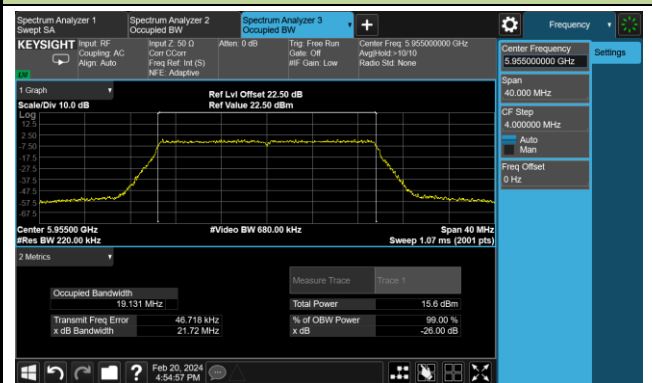 Spectrum Analyzer 1
Swept SA
Spectrum Analyzer 2
Occupied BW
Spectrum Analyzer 3
Occupied BW
Frequency
KEYSIGHT
Input: RF
Coupling: AC
Align: Auto
Input Z: 50 Ω
Corr CCorr
Freq Ref: Int (S)
NFE: Adaptive
Atten: 0 dB
Trig: Free Run
Gate: Off
#IF Gain: Low
Center Freq: 5.955000000 GHz
Avg|Hold:>10/10
Radio Std: None
Center Frequency
5.955000000 GHz
Settings
Span
40.000 MHz
CF Step
4.000000 MHz
Auto
Man
Freq Offset
0 Hz
1 Graph
Ref Lvl Offset 22.50 dB
Scale/Div 10.0 dB
Ref Value 22.50 dBm
Log
12.5
2.50
-7.50
-17.5
-27.5
-37.5
-47.5
-57.5
-67.5
Center 5.95500 GHz
#Video BW 680.00 kHz
Span 40 MHz
#Res BW 220.00 kHz
Sweep 1.07 ms (2001 pts)
2 Metrics
Measure Trace
Trace 1
Occupied Bandwidth
19.131 MHz
Total Power
15.6 dBm
Transmit Freq Error
46.718 kHz
% of OBW Power
99.00 %
x dB Bandwidth
21.72 MHz
x dB
-26.00 dB
Feb 20, 2024
4:54:57 PM